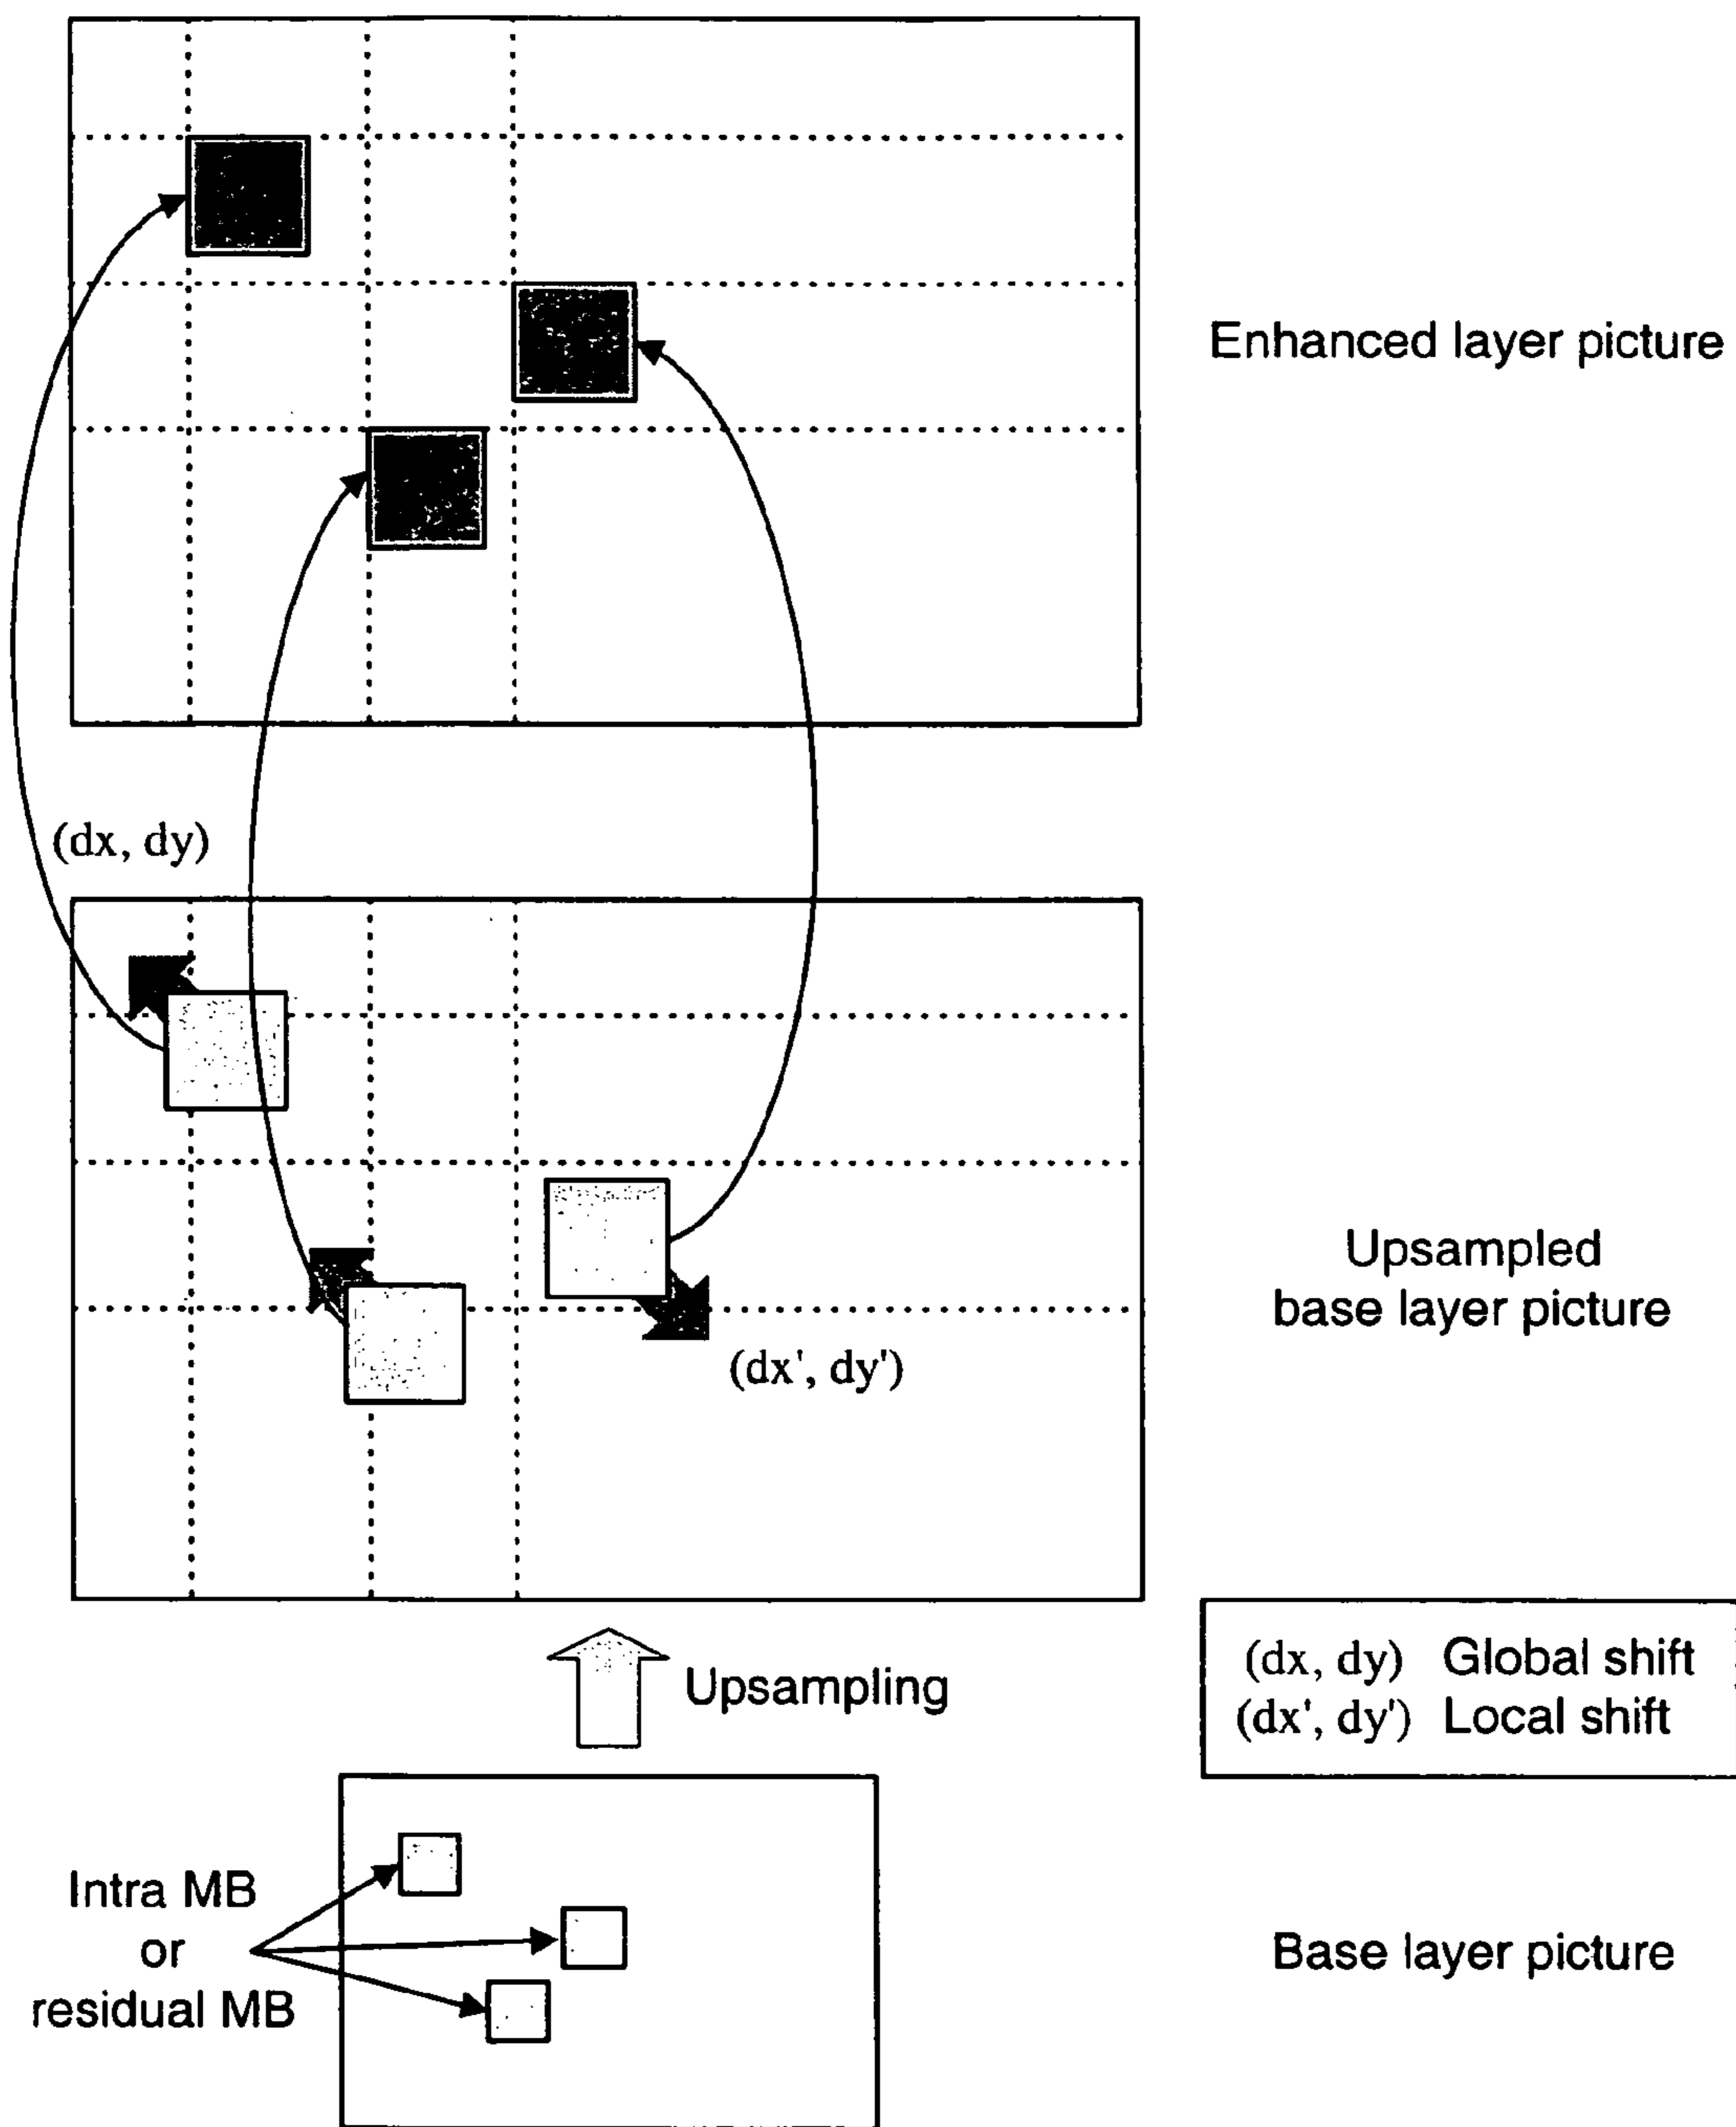 Enhanced layer picture
(dx, dy)
Upsampled
base layer picture
(dx', dy')
(dx, dy) Global shift
(dx', dy') Local shift
Upsampling
Intra MB
or
residual MB
Base layer picture